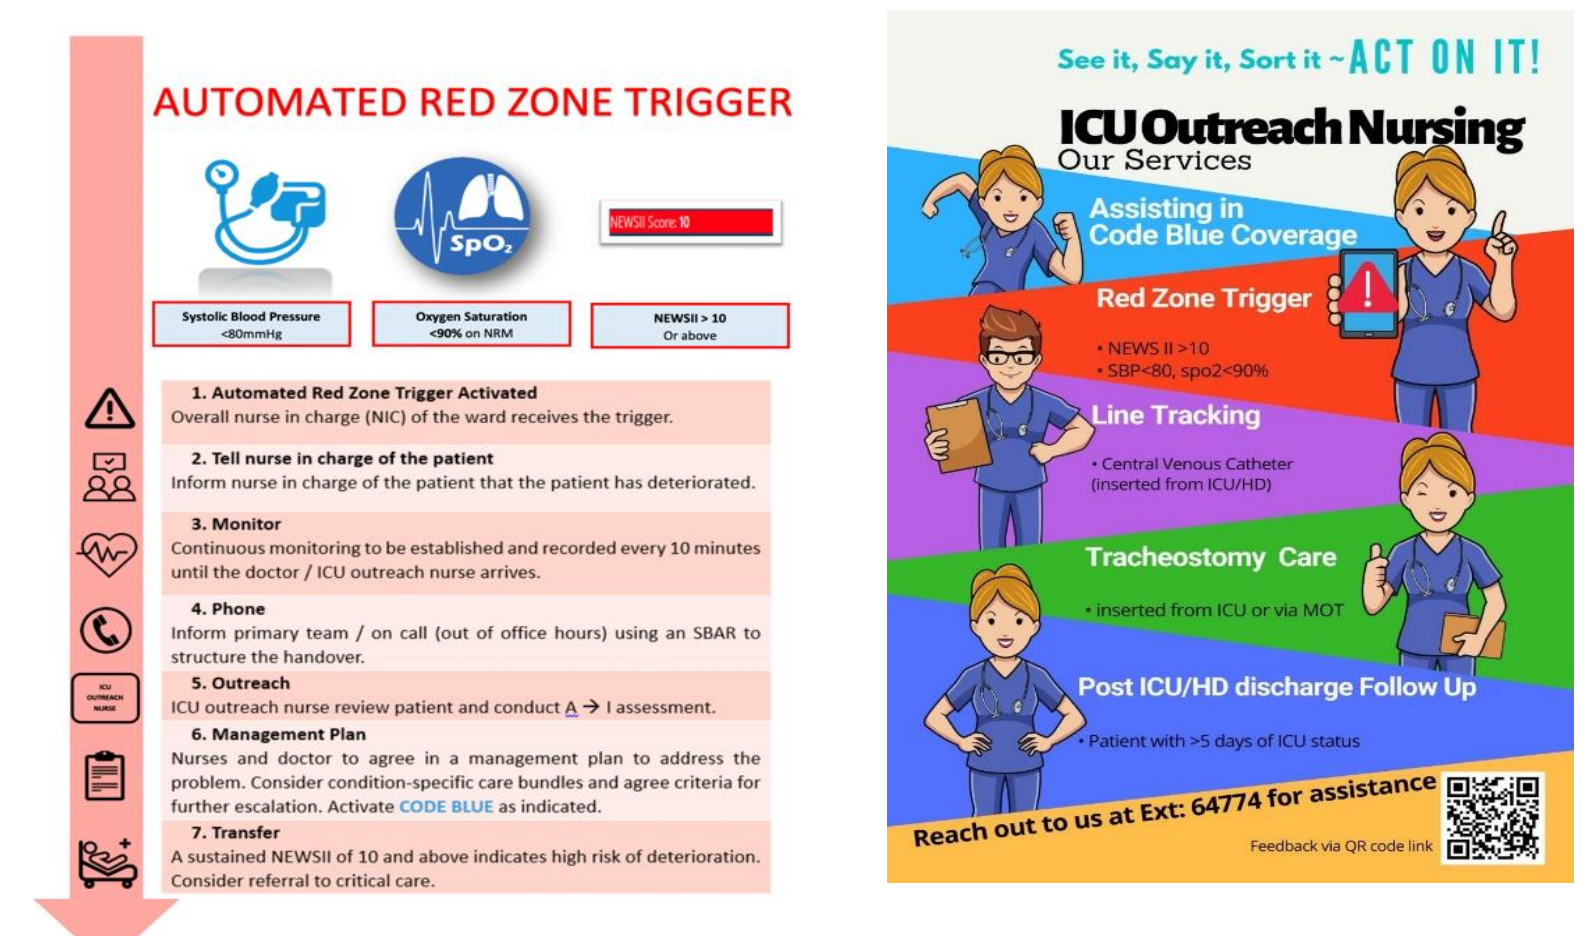 AUTOMATED RED ZONE TRIGGER
SpO₂
NEWSII Score: 10
Systolic Blood Pressure
<80mmHg
Oxygen Saturation
<90% on NRM
NEWSII > 10
Or above
1. Automated Red Zone Trigger Activated
Overall nurse in charge (NIC) of the ward receives the trigger.
2. Tell nurse in charge of the patient
Inform nurse in charge of the patient that the patient has deteriorated.
3. Monitor
Continuous monitoring to be established and recorded every 10 minutes
until the doctor / ICU outreach nurse arrives.
4. Phone
Inform primary team / on call (out of office hours) using an SBAR to
structure the handover.
ICU
OUTREACH
NURSE
5. Outreach
ICU outreach nurse review patient and conduct A → I assessment.
6. Management Plan
Nurses and doctor to agree in a management plan to address the
problem. Consider condition-specific care bundles and agree criteria for
further escalation. Activate CODE BLUE as indicated.
7. Transfer
A sustained NEWSII of 10 and above indicates high risk of deterioration.
Consider referral to critical care.
See it, Say it, Sort it ~ACT ON IT!
ICU Outreach Nursing
Our Services
Assisting in
Code Blue Coverage
Red Zone Trigger
• NEWS II >10
• SBP<80, spo2<90%
Line Tracking
• Central Venous Catheter
(inserted from ICU/HD)
Tracheostomy Care
• inserted from ICU or via MOT
Post ICU/HD discharge Follow Up
• Patient with >5 days of ICU status
Reach out to us at Ext: 64774 for assistance
Feedback via QR code link